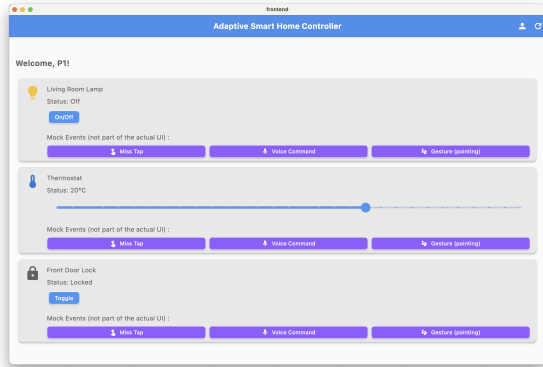 frontend
Adaptive Smart Home Controller
Welcome, P1!
Living Room Lamp
Status: Off
On/Off
Mock Events (not part of the actual UI) :
Miss Tap Voice Command Gesture (pointing)
Thermostat
Status: 20°C
Mock Events (not part of the actual UI) :
Miss Tap Voice Command Gesture (pointing)
Front Door Lock
Status: Locked
Toggle
Mock Events (not part of the actual UI) :
Miss Tap Voice Command Gesture (pointing)